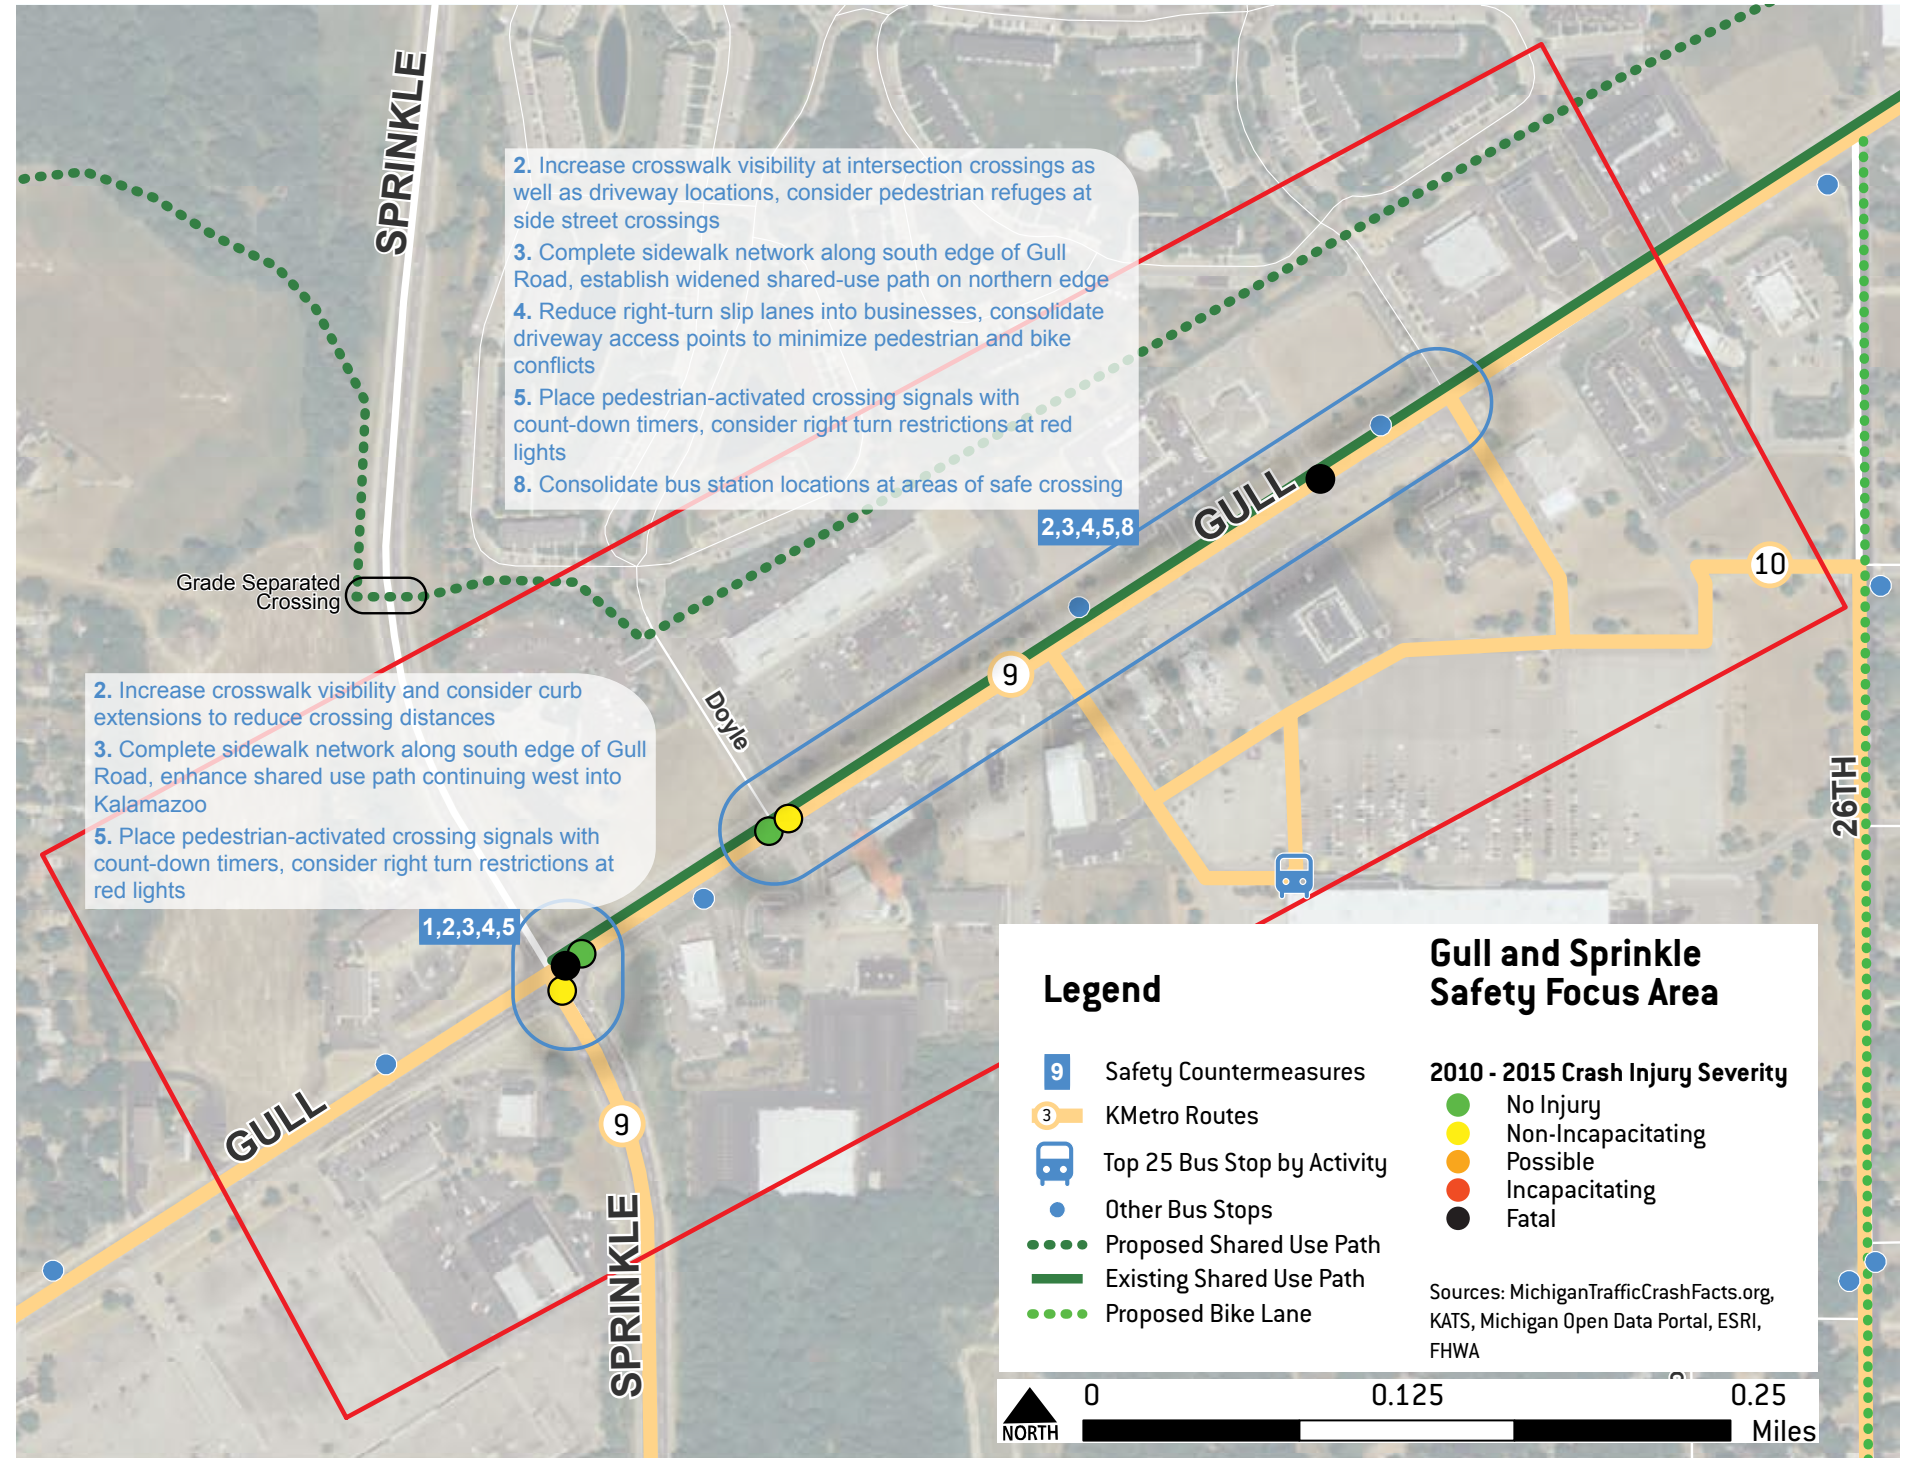 SPRINKLE
2. Increase crosswalk visibility at intersection crossings as
well as driveway locations, consider pedestrian refuges at
side street crossings
3. Complete sidewalk network along south edge of Gull
Road, establish widened shared-use path on northern edge
4. Reduce right-turn slip lanes into businesses, consolidate
driveway access points to minimize pedestrian and bike
conflicts
5. Place pedestrian-activated crossing signals with
count-down timers, consider right turn restrictions at red
lights
8. Consolidate bus station locations at areas of safe crossing
2,3,4,5,8
GULL
10
Grade Separated
Crossing
9
Doyle
26TH
2. Increase crosswalk visibility and consider curb
extensions to reduce crossing distances
3. Complete sidewalk network along south edge of Gull
Road, enhance shared use path continuing west into
Kalamazoo
5. Place pedestrian-activated crossing signals with
count-down timers, consider right turn restrictions at
red lights
1,2,3,4,5
GULL
9
SPRINKLE
Legend
9 Safety Countermeasures
3 KMetro Routes
Top 25 Bus Stop by Activity
Other Bus Stops
Proposed Shared Use Path
Existing Shared Use Path
Proposed Bike Lane
Gull and Sprinkle
Safety Focus Area
2010 - 2015 Crash Injury Severity
No Injury
Non-Incapacitating
Possible
Incapacitating
Fatal
Sources: MichiganTrafficCrashFacts.org,
KATS, Michigan Open Data Portal, ESRI,
FHWA
NORTH
0 0.125 0.25
Miles